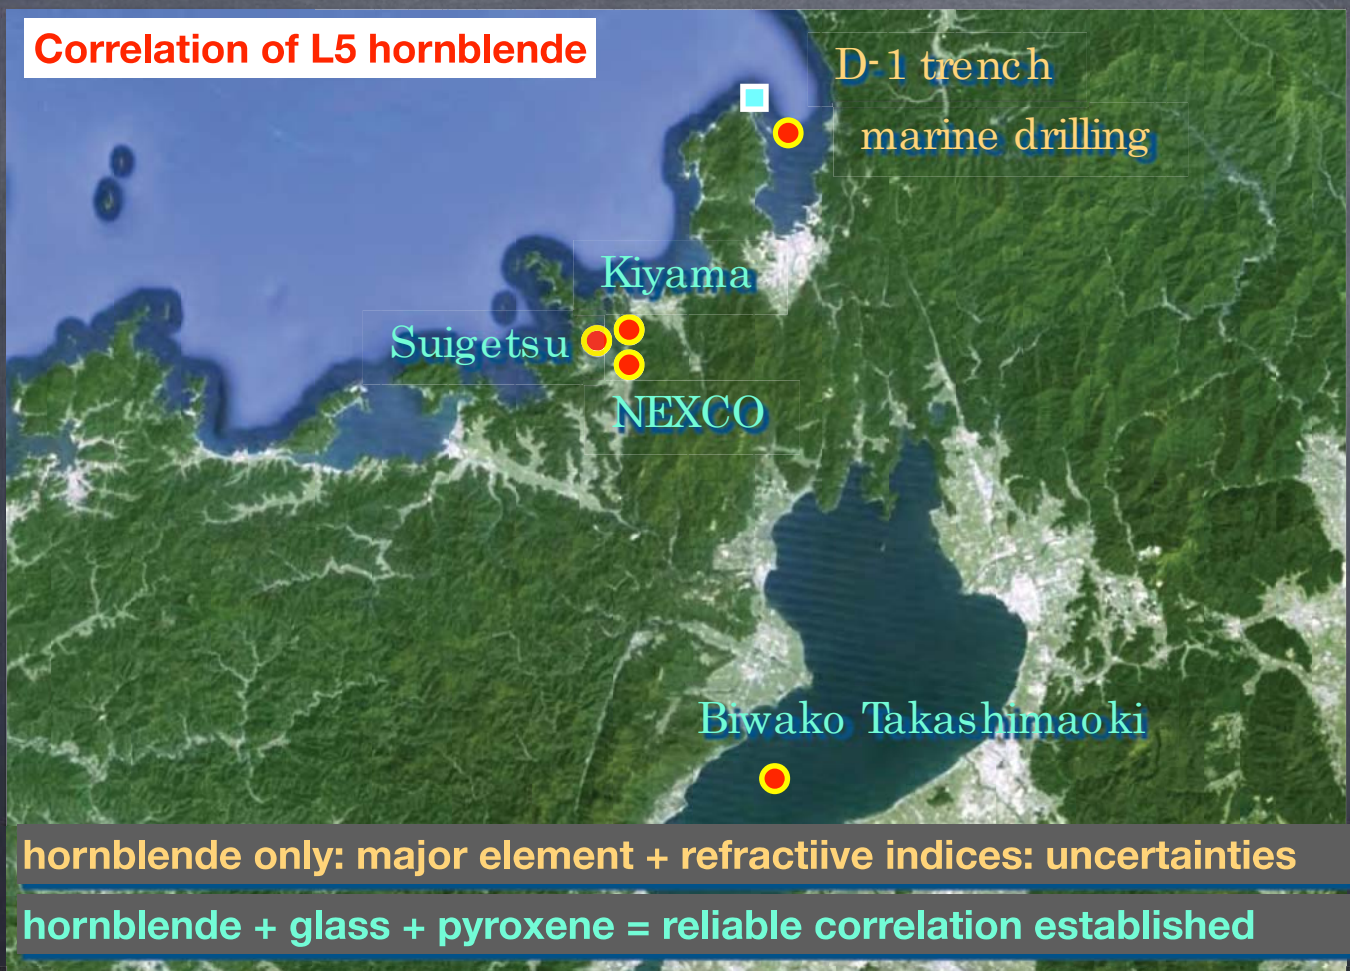 Correlation of L5 hornblende
D-1 trench
marine drilling
Kiyama
Suigetsu
NEXCO
Biwako Takashimaoki
hornblende only: major element + refractiive indices: uncertainties
hornblende + glass + pyroxene = reliable correlation established